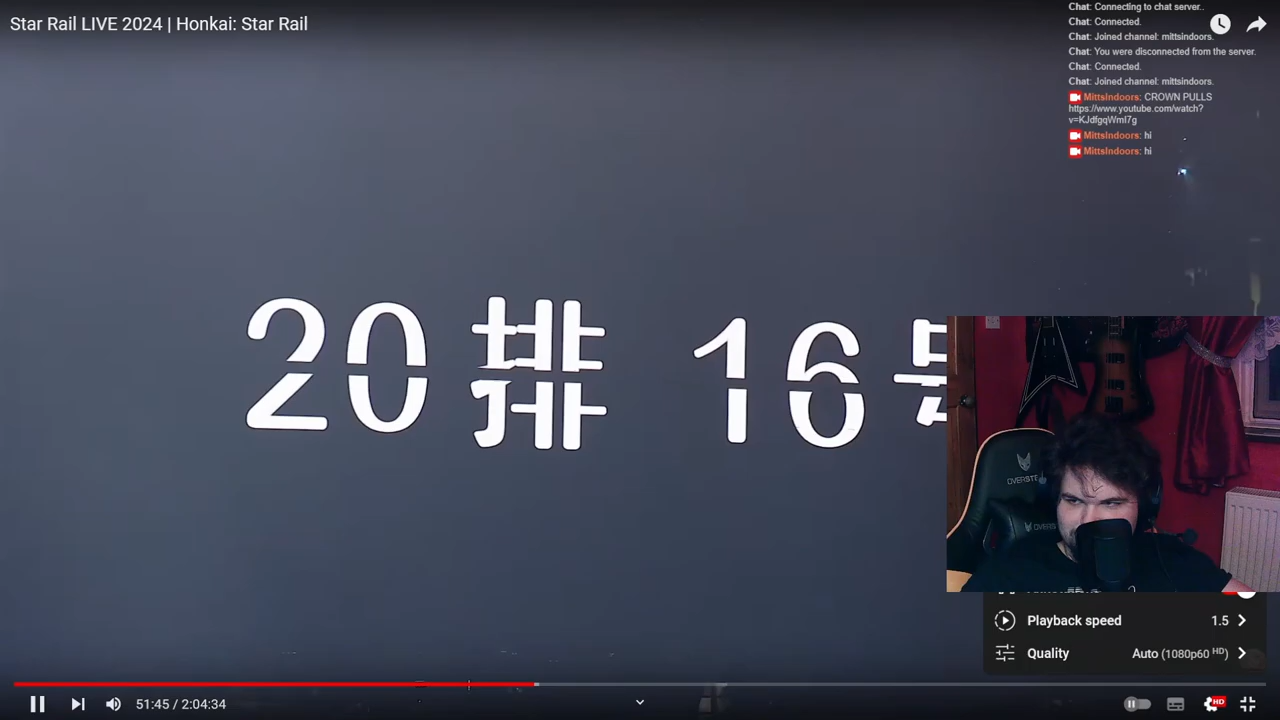 Star Rail LIVE 2024 | Honkai: Star Rail
Chat: Connecting to chat server..
Chat: Connected.
Chat: Joined channel: mittsindoors.
Chat: You were disconnected from the server.
Chat: Connected.
Chat: Joined channel: mittsindoors.
MittsIndoors: CROWN PULLS
https://www.youtube.com/watch?
v=KJdfgqWmI7g
MittsIndoors: hi
MittsIndoors: hi
20排 16
Playback speed 1.5
Quality Auto (1080p60 HD)
51:45 / 2:04:34
HD